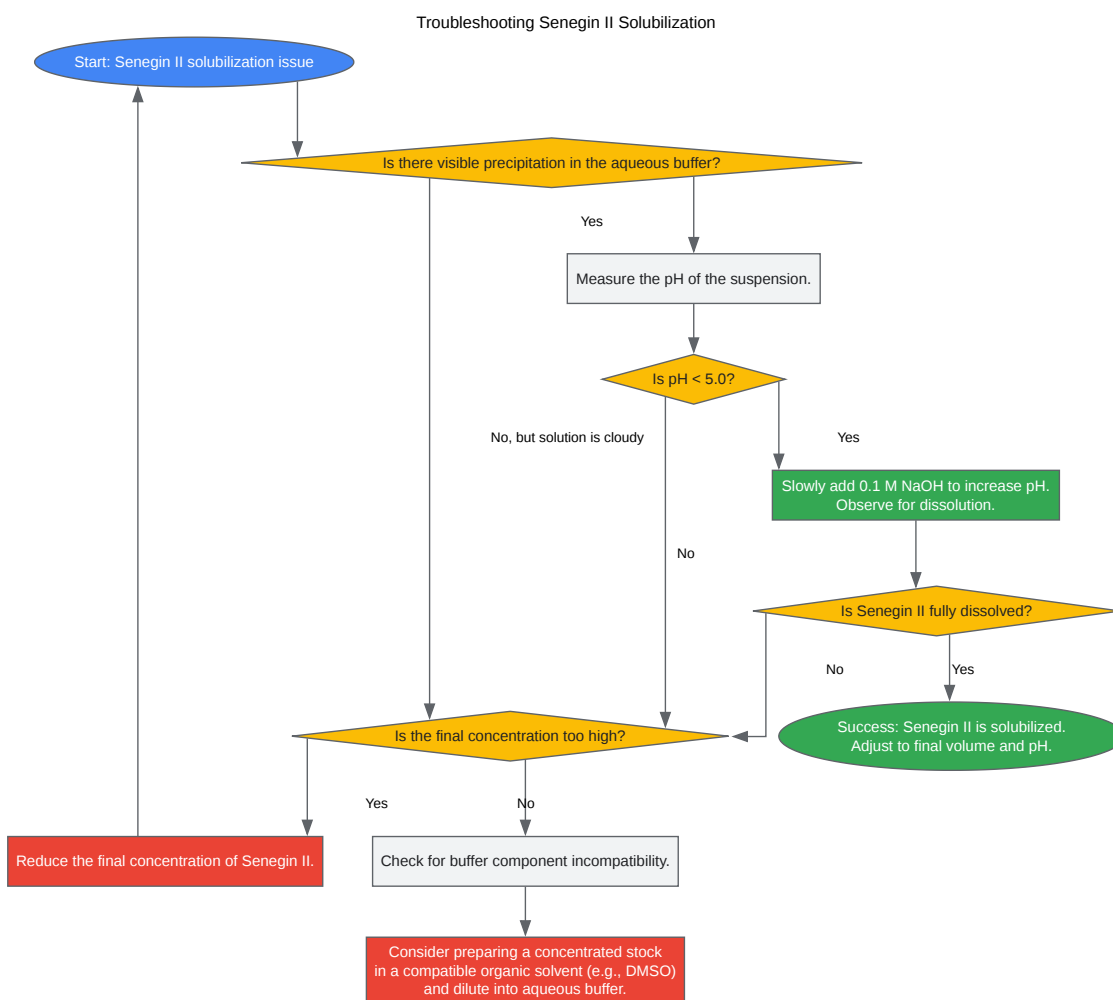 Troubleshooting Senegin II Solubilization
Start: Senegin II solubilization issue
Is there visible precipitation in the aqueous buffer?
Yes
Measure the pH of the suspension.
Is pH < 5.0?
No, but solution is cloudy
Yes
Slowly add 0.1 M NaOH to increase pH.
Observe for dissolution.
No
Is Senegin II fully dissolved?
No
Yes
Success: Senegin II is solubilized.
Adjust to final volume and pH.
Is the final concentration too high?
Yes
No
Reduce the final concentration of Senegin II.
Check for buffer component incompatibility.
Consider preparing a concentrated stock
in a compatible organic solvent (e.g., DMSO)
and dilute into aqueous buffer.